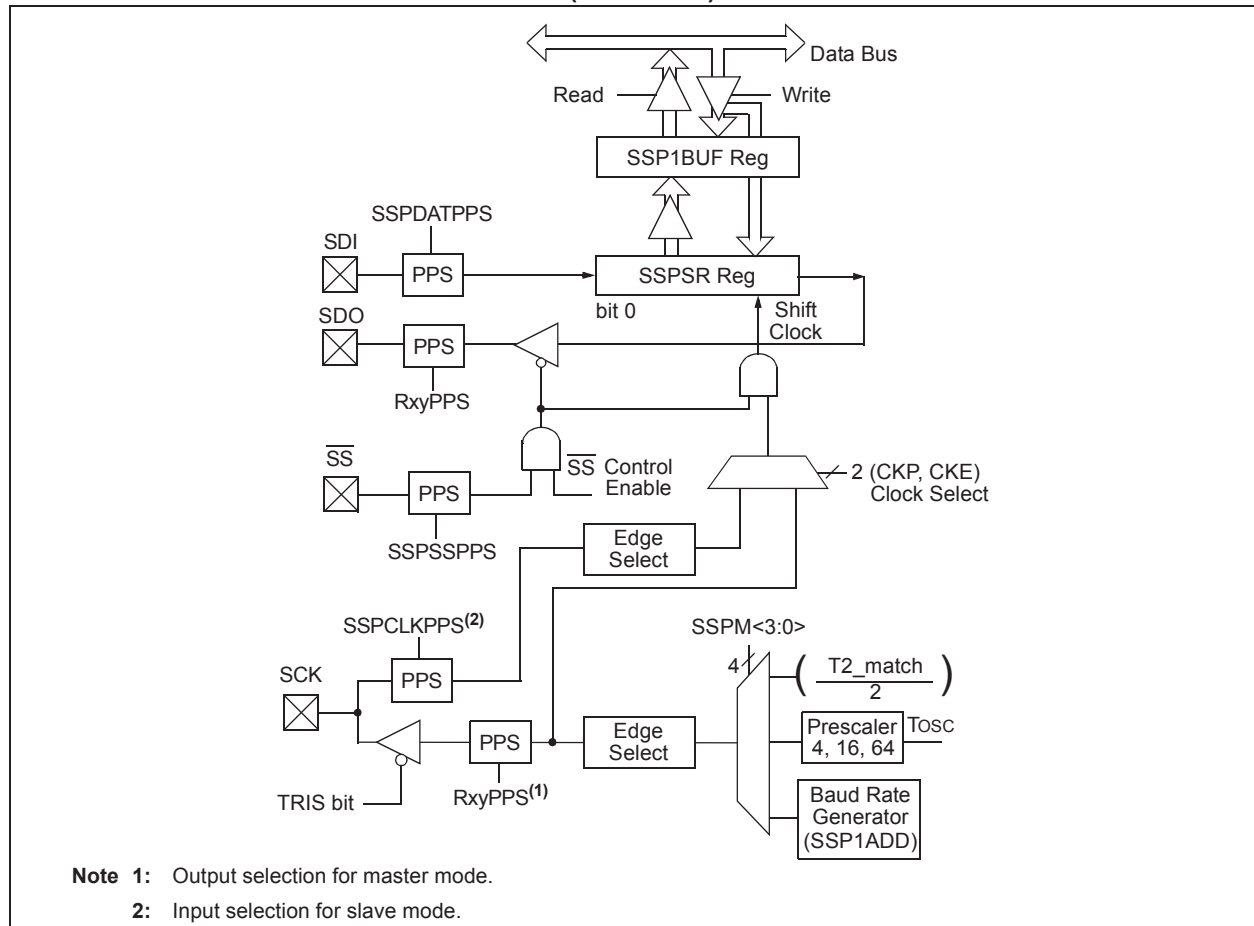 Data Bus
Read
Write
SSP1BUF Reg
SSPDATPPS
SDI
PPS
SSPSR Reg
bit 0
Shift
Clock
SDO
PPS
RxyPPS
SS
PPS
SS Control
Enable
2 (CKP, CKE)
Clock Select
SSPSSPPS
Edge
Select
SSPCLKPPS(2)
SSPM<3:0>
4
SCK
PPS
( T2_match
2 )
PPS
Edge
Select
Prescaler
4, 16, 64
TOSC
TRIS bit
RxyPPS(1)
Baud Rate
Generator
(SSP1ADD)
Note 1: Output selection for master mode.
2: Input selection for slave mode.